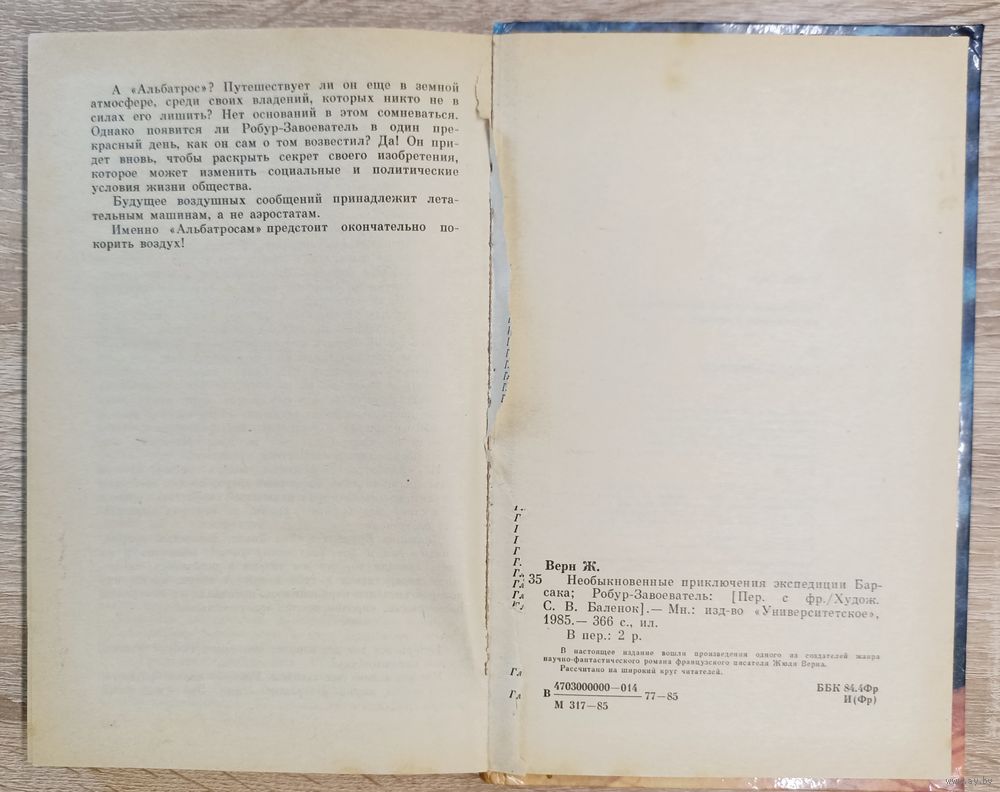 А «Альбатрос»? Путешествует ли он еще в земной
атмосфере, среди своих владений, которых никто не в
силах его лишить? Нет оснований в этом сомневаться.
Однако появится ли Робур-Завоеватель в один пре-
красный день, как он сам о том возвестил? Да! Он при-
дет вновь, чтобы раскрыть секрет своего изобретения,
которое может изменить социальные и политические
условия жизни общества.
Будущее воздушных сообщений принадлежит лета-
тельным машинам, а не аэростатам.
Именно «Альбатросам» предстоит окончательно по-
корить воздух!
Верн Ж.
35 Необыкновенные приключения экспедиции Бар-
сака; Робур-Завоеватель: [Пер. с фр./Худож.
С. В. Баленок].— Мн.: изд-во «Университетское»,
1985.— 366 с., ил.
В пер.: 2 р.
В настоящее издание вошли произведения одного из создателей жанра
научно-фантастического романа французского писателя Жюля Верна.
Рассчитано на широкий круг читателей.
В 4703000000—014 77—85
М 317—85
ББК 84.4Фр
И(Фр)
www.ay.by